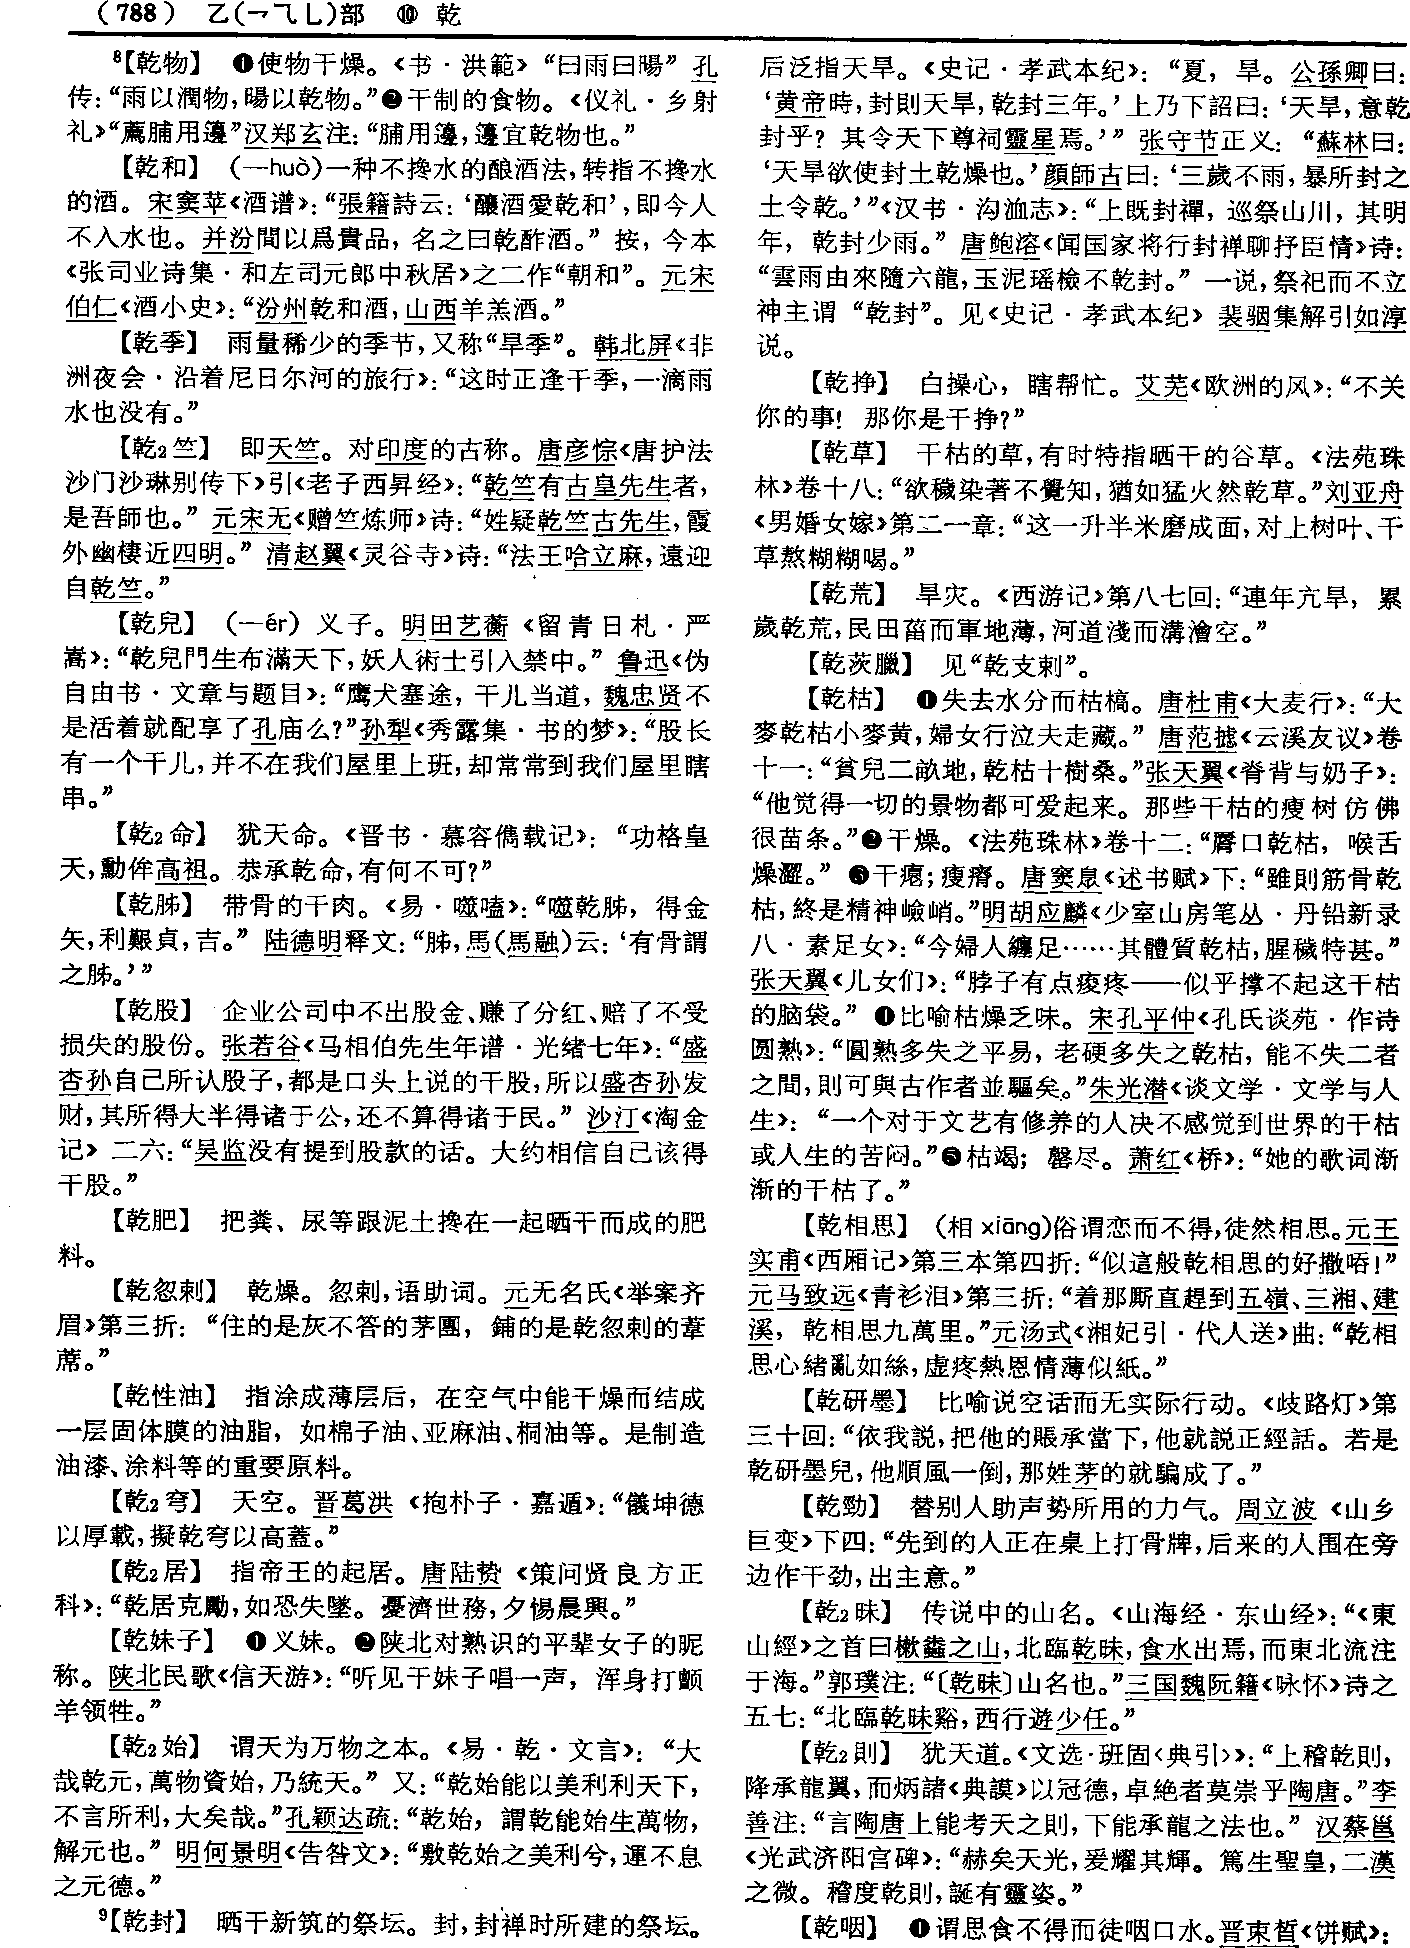 （788） 乙(乛⺄乚)部 ⑩ 乾
⁸【乾物】 ❶使物干燥。《书·洪範》“曰雨曰暘” 孔
传：“雨以潤物，暘以乾物。”❷干制的食物。《仪礼·乡射
礼》“薦脯用籩”汉郑玄注：“脯用籩，籩宜乾物也。”
【乾和】 （—huò）一种不搀水的酿酒法，转指不搀水
的酒。宋窦苹《酒谱》：“張籍詩云：‘釀酒愛乾和’，即今人
不入水也。并汾間以爲貴品，名之曰乾酢酒。”按，今本
《张司业诗集·和左司元郎中秋居》之二作“朝和”。元宋
伯仁《酒小史》：“汾州乾和酒，山西羊羔酒。”
【乾季】 雨量稀少的季节，又称“旱季”。韩北屏《非
洲夜会·沿着尼日尔河的旅行》：“这时正逢干季，一滴雨
水也没有。”
【乾₂竺】 即天竺。对印度的古称。唐彦悰《唐护法
沙门沙琳别传下》引《老子西昇经》：“乾竺有古皇先生者，
是吾師也。” 元宋无《赠竺炼师》诗：“姓疑乾竺古先生，霞
外幽棲近四明。” 清赵翼《灵谷寺》诗：“法王哈立麻，遠迎
自乾竺。”
【乾兒】 （—ér） 义子。明田艺蘅《留青日札·严
嵩》：“乾兒門生布滿天下，妖人術士引入禁中。” 鲁迅《伪
自由书·文章与题目》：“鹰犬塞途，干儿当道，魏忠贤不
是活着就配享了孔庙么？”孙犁《秀露集·书的梦》：“股长
有一个干儿，并不在我们屋里上班，却常常到我们屋里瞎
串。”
【乾₂命】 犹天命。《晋书·慕容儁载记》：“功格皇
天，勳侔高祖。恭承乾命，有何不可？”
【乾胏】 带骨的干肉。《易·噬嗑》：“噬乾胏，得金
矢，利艱貞，吉。” 陆德明释文：“胏，馬（馬融）云：‘有骨謂
之胏。’”
【乾股】 企业公司中不出股金、赚了分红、赔了不受
损失的股份。张若谷《马相伯先生年谱·光绪七年》：“盛
杏孙自己所认股子，都是口头上说的干股，所以盛杏孙发
财，其所得大半得诸于公，还不算得诸于民。” 沙汀《淘金
记》 二六：“吴监没有提到股款的话。大约相信自己该得
干股。”
【乾肥】 把粪、尿等跟泥土搀在一起晒干而成的肥
料。
【乾忽剌】 乾燥。忽剌，语助词。元无名氏《举案齐
眉》第三折：“住的是灰不答的茅團，鋪的是乾忽剌的葦
蓆。”
【乾性油】 指涂成薄层后，在空气中能干燥而结成
一层固体膜的油脂，如棉子油、亚麻油、桐油等。是制造
油漆、涂料等的重要原料。
【乾₂穹】 天空。晋葛洪《抱朴子·嘉遁》：“儀坤德
以厚載，擬乾穹以高蓋。”
【乾₂居】 指帝王的起居。唐陆贽《策问贤良方正
科》：“乾居克勵，如恐失墜。憂濟世務，夕惕晨興。”
【乾妹子】 ❶义妹。❷陕北对熟识的平辈女子的昵
称。陕北民歌《信天游》：“听见干妹子唱一声，浑身打颤
羊领牲。”
【乾₂始】 谓天为万物之本。《易·乾·文言》：“大
哉乾元，萬物資始，乃統天。” 又：“乾始能以美利利天下，
不言所利，大矣哉。”孔颖达疏：“乾始，謂乾能始生萬物，
解元也。” 明何景明《告咎文》：“敷乾始之美利兮，運不息
之元德。”
⁹【乾封】 晒干新筑的祭坛。封，封禅时所建的祭坛。
后泛指天旱。《史记·孝武本纪》：“夏，旱。公孫卿曰：
‘黄帝時，封則天旱，乾封三年。’上乃下詔曰：‘天旱，意乾
封乎？其令天下尊祠靈星焉。’” 张守节正义：“蘇林曰：
‘天旱欲使封土乾燥也。’顔師古曰：‘三歲不雨，暴所封之
土令乾。’”《汉书·沟洫志》：“上既封禪，巡祭山川，其明
年，乾封少雨。” 唐鲍溶《闻国家将行封禅聊抒臣情》诗：
“雲雨由來隨六龍，玉泥瑶檢不乾封。” 一说，祭祀而不立
神主谓“乾封”。见《史记·孝武本纪》 裴骃集解引如淳
说。
【乾挣】 白操心，瞎帮忙。艾芜《欧洲的风》：“不关
你的事！那你是干挣？”
【乾草】 干枯的草，有时特指晒干的谷草。《法苑珠
林》卷十八：“欲穢染著不覺知，猶如猛火然乾草。”刘亚舟
《男婚女嫁》第二一章：“这一升半米磨成面，对上树叶、干
草熬糊糊喝。”
【乾荒】 旱灾。《西游记》第八七回：“連年亢旱，累
歲乾荒，民田菑而軍地薄，河道淺而溝澮空。”
【乾茨臘】 见“乾支剌”。
【乾枯】 ❶失去水分而枯槁。唐杜甫《大麦行》：“大
麥乾枯小麥黄，婦女行泣夫走藏。” 唐范摅《云溪友议》卷
十一：“貧兒二畝地，乾枯十樹桑。”张天翼《脊背与奶子》：
“他觉得一切的景物都可爱起来。那些干枯的瘦树仿佛
很苗条。”❷干燥。《法苑珠林》卷十二：“脣口乾枯，喉舌
燥澀。” ❸干瘪；瘦瘠。唐窦臮《述书赋》下：“雖則筋骨乾
枯，終是精神嶮峭。”明胡应麟《少室山房笔丛·丹铅新录
八·素足女》：“今婦人纏足……其體質乾枯，腥穢特甚。”
张天翼《儿女们》：“脖子有点痠疼——似乎撑不起这干枯
的脑袋。” ❹比喻枯燥乏味。宋孔平仲《孔氏谈苑·作诗
圆熟》：“圓熟多失之平易，老硬多失之乾枯，能不失二者
之間，則可與古作者並驅矣。”朱光潜《谈文学·文学与人
生》：“一个对于文艺有修养的人决不感觉到世界的干枯
或人生的苦闷。”❺枯竭；罄尽。萧红《桥》：“她的歌词渐
渐的干枯了。”
【乾相思】 （相 xiāng）俗谓恋而不得，徒然相思。元王
实甫《西厢记》第三本第四折：“似這般乾相思的好撒唔！”
元马致远《青衫泪》第三折：“着那厮直趕到五嶺、三湘、建
溪，乾相思九萬里。”元汤式《湘妃引·代人送》曲：“乾相
思心緒亂如絲，虚疼熱恩情薄似紙。”
【乾研墨】 比喻说空话而无实际行动。《歧路灯》第
三十回：“依我説，把他的賬承當下，他就説正經話。若是
乾研墨兒，他順風一倒，那姓茅的就騙成了。”
【乾勁】 替别人助声势所用的力气。周立波《山乡
巨变》下四：“先到的人正在桌上打骨牌，后来的人围在旁
边作干劲，出主意。”
【乾₂昧】 传说中的山名。《山海经·东山经》：“《東
山經》之首曰樕䗤之山，北臨乾昧，食水出焉，而東北流注
于海。”郭璞注：“〔乾昧〕山名也。”三国魏阮籍《咏怀》诗之
五七：“北臨乾昧谿，西行遊少任。”
【乾₂則】 犹天道。《文选·班固〈典引〉》：“上稽乾則，
降承龍翼，而炳諸《典謨》以冠德，卓絶者莫崇乎陶唐。”李
善注：“言陶唐上能考天之則，下能承龍之法也。” 汉蔡邕
《光武济阳宫碑》：“赫矣天光，爰耀其輝。篤生聖皇，二漢
之微。稽度乾則，誕有靈姿。”
【乾咽】 ❶谓思食不得而徒咽口水。晋束皙《饼赋》：